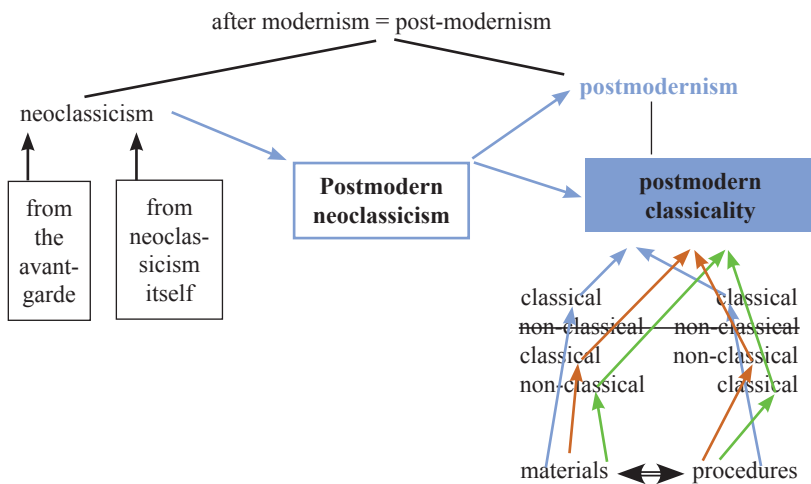 after modernism = post-modernism
postmodernism
neoclassicism
Postmodern
neoclassicism
postmodern
classicality
from
the
avant-
garde
from
neoclas-
sicism
itself
classical classical
non-classical non-classical
classical non-classical
non-classical classical
materials procedures